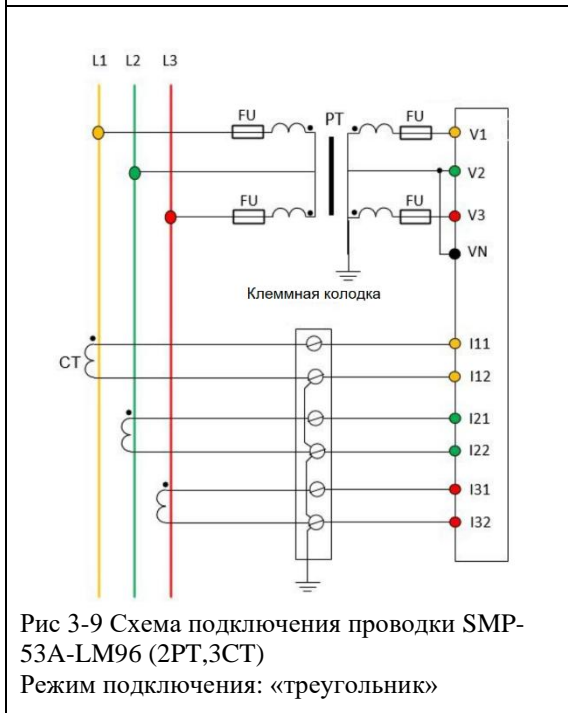 L1 L2 L3
FU PT FU
V1
V2
FU FU V3
VN
Клеммная колодка
I11
CT I12
I21
I22
I31
I32
Рис 3-9 Схема подключения проводки SMP-
53A-LM96 (2PT,3CT)
Режим подключения: «треугольник»